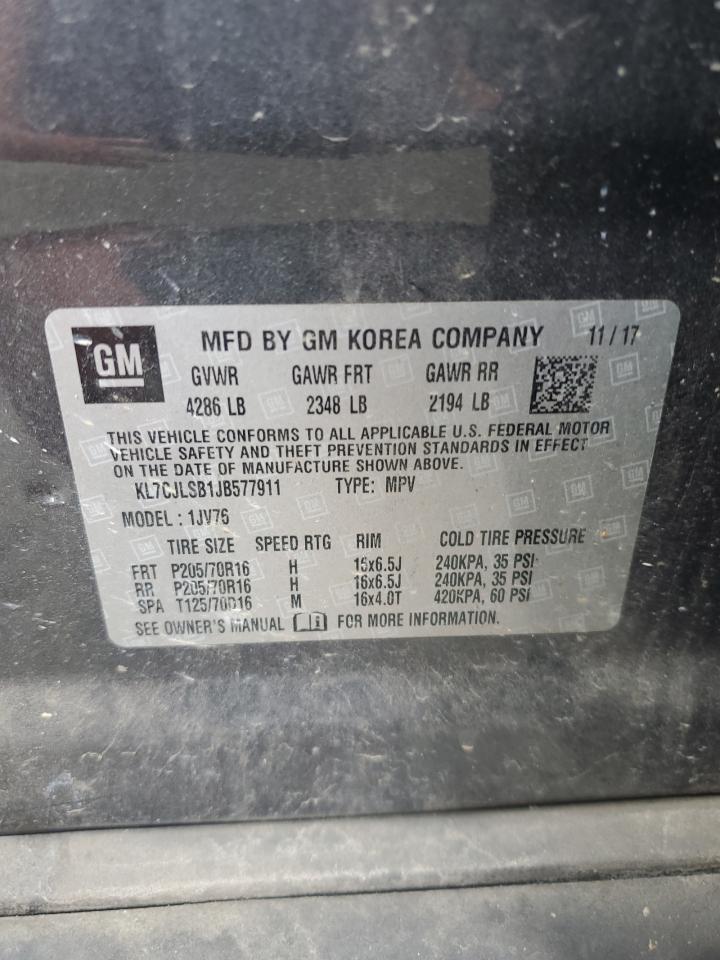 GM MFD BY GM KOREA COMPANY 11/17
GVWR GAWR FRT GAWR RR
4286 LB 2348 LB 2194 LB
THIS VEHICLE CONFORMS TO ALL APPLICABLE U.S. FEDERAL MOTOR
VEHICLE SAFETY AND THEFT PREVENTION STANDARDS IN EFFECT
ON THE DATE OF MANUFACTURE SHOWN ABOVE.
KL7CJLSB1JB577911 TYPE: MPV
MODEL : 1JV76
TIRE SIZE SPEED RTG RIM COLD TIRE PRESSURE
FRT P205/70R16 H 16x6.5J 240KPA, 35 PSI
RR P205/70R16 H 16x6.5J 240KPA, 35 PSI
SPA T125/70D16 M 16x4.0T 420KPA, 60 PSI
SEE OWNER'S MANUAL FOR MORE INFORMATION.